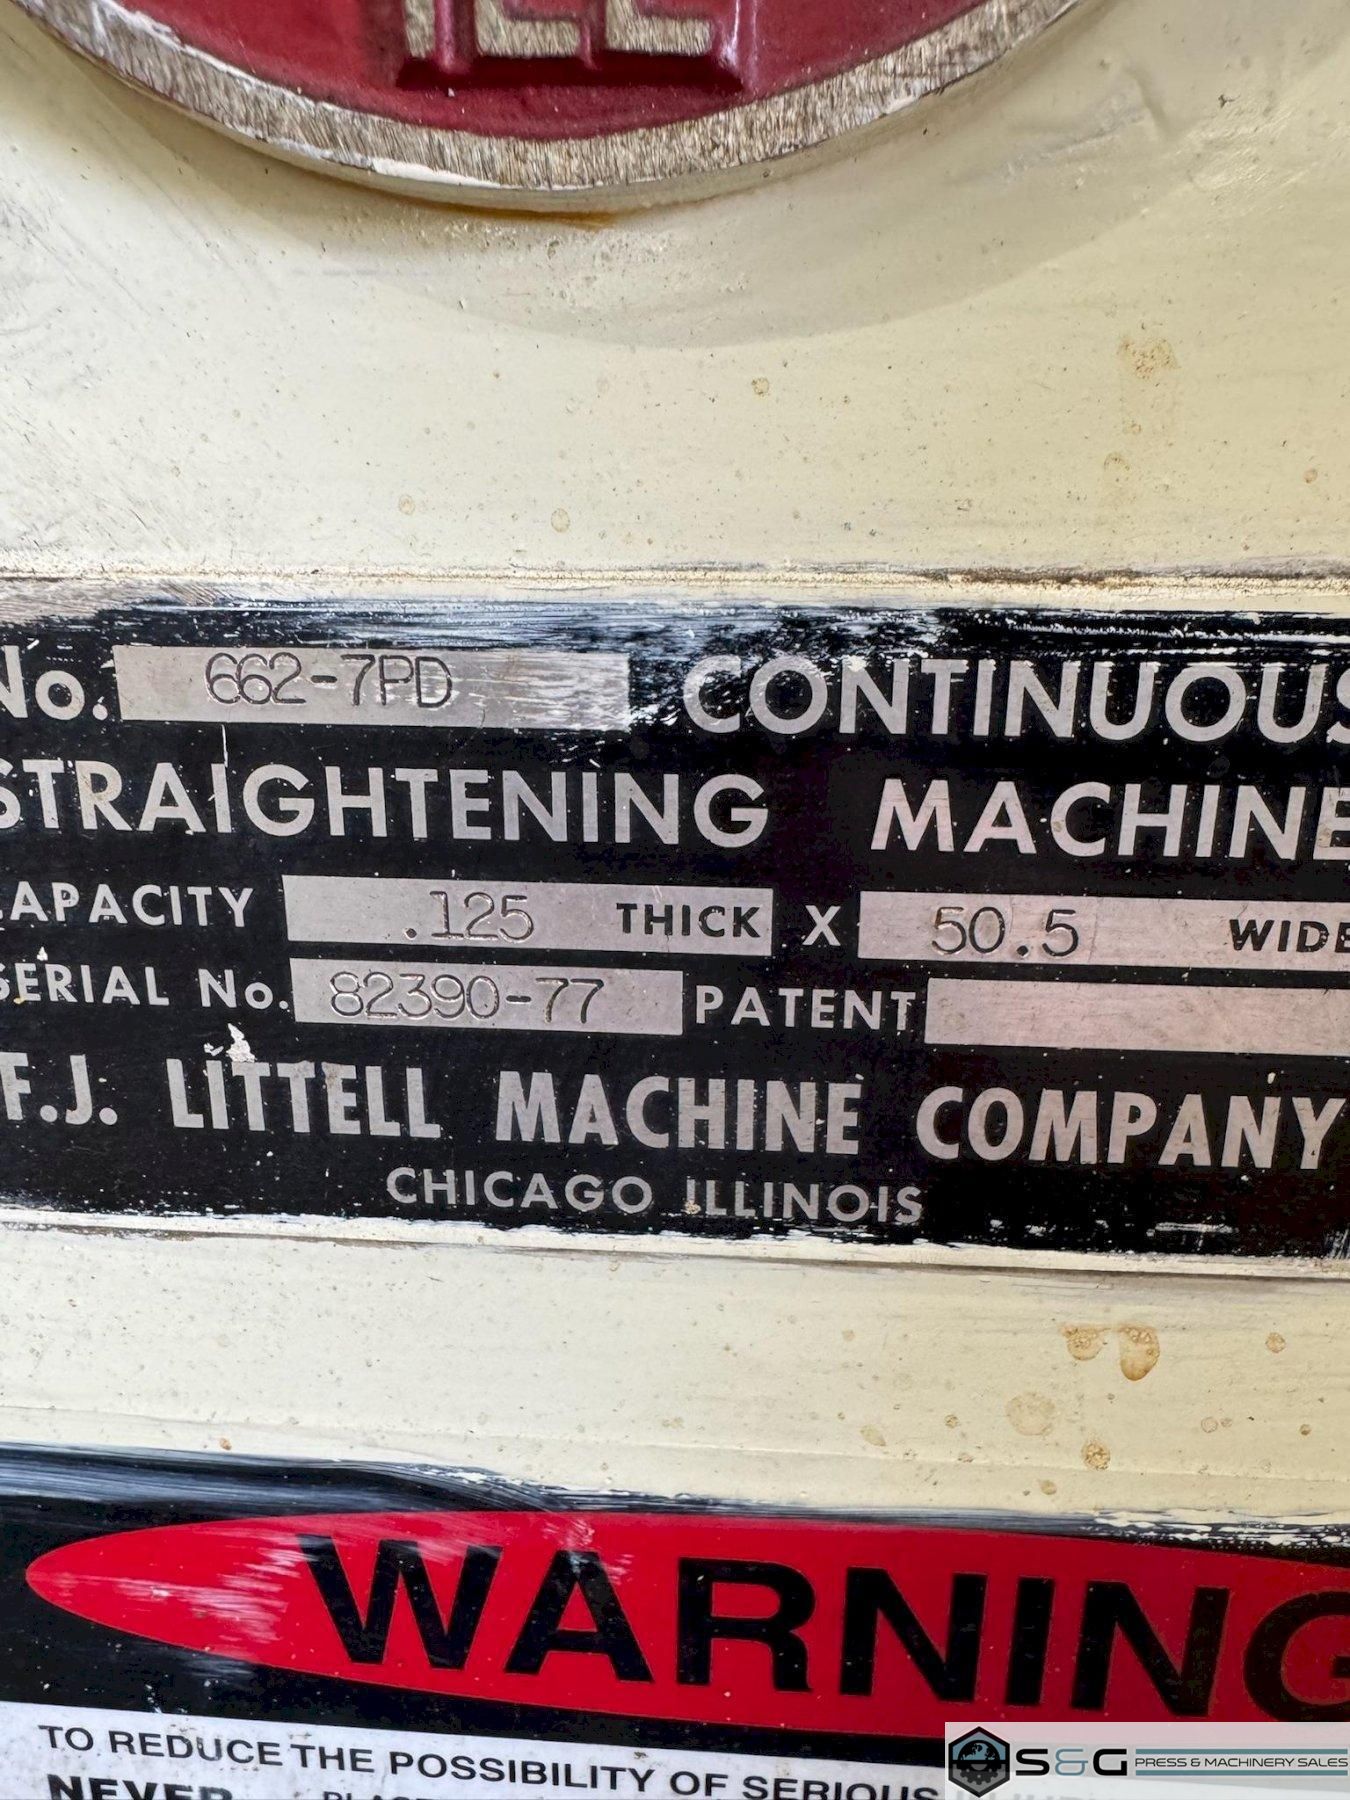 ILL
No. 662-7PD CONTINUOUS
STRAIGHTENING MACHINE
CAPACITY .125 THICK X 50.5 WIDE
SERIAL No. 82390-77 PATENT
F.J. LITTELL MACHINE COMPANY
CHICAGO ILLINOIS
WARNING
TO REDUCE THE POSSIBILITY OF SERIOUS
NEVER
S&G PRESS & MACHINERY SALES